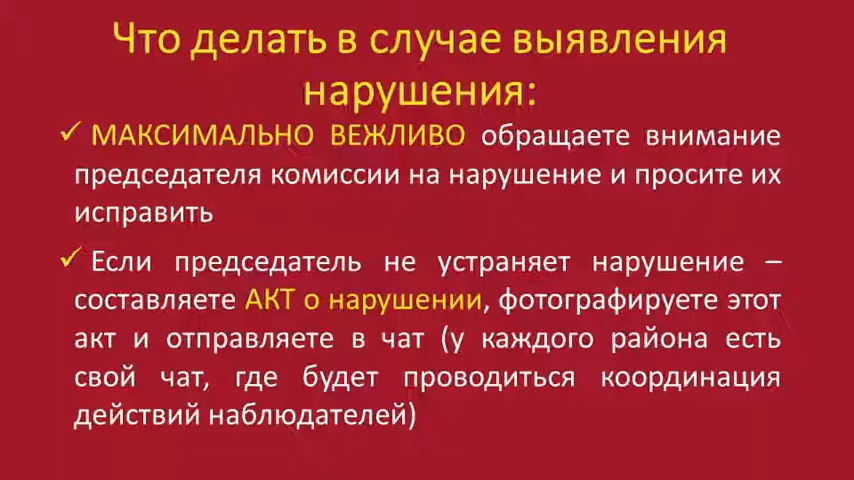 Что делать в случае выявления
нарушения:
✓ МАКСИМАЛЬНО ВЕЖЛИВО обращаете внимание
председателя комиссии на нарушение и просите их
исправить
✓ Если председатель не устраняет нарушение –
составляете АКТ о нарушении, фотографируете этот
акт и отправляете в чат (у каждого района есть
свой чат, где будет проводиться координация
действий наблюдателей)